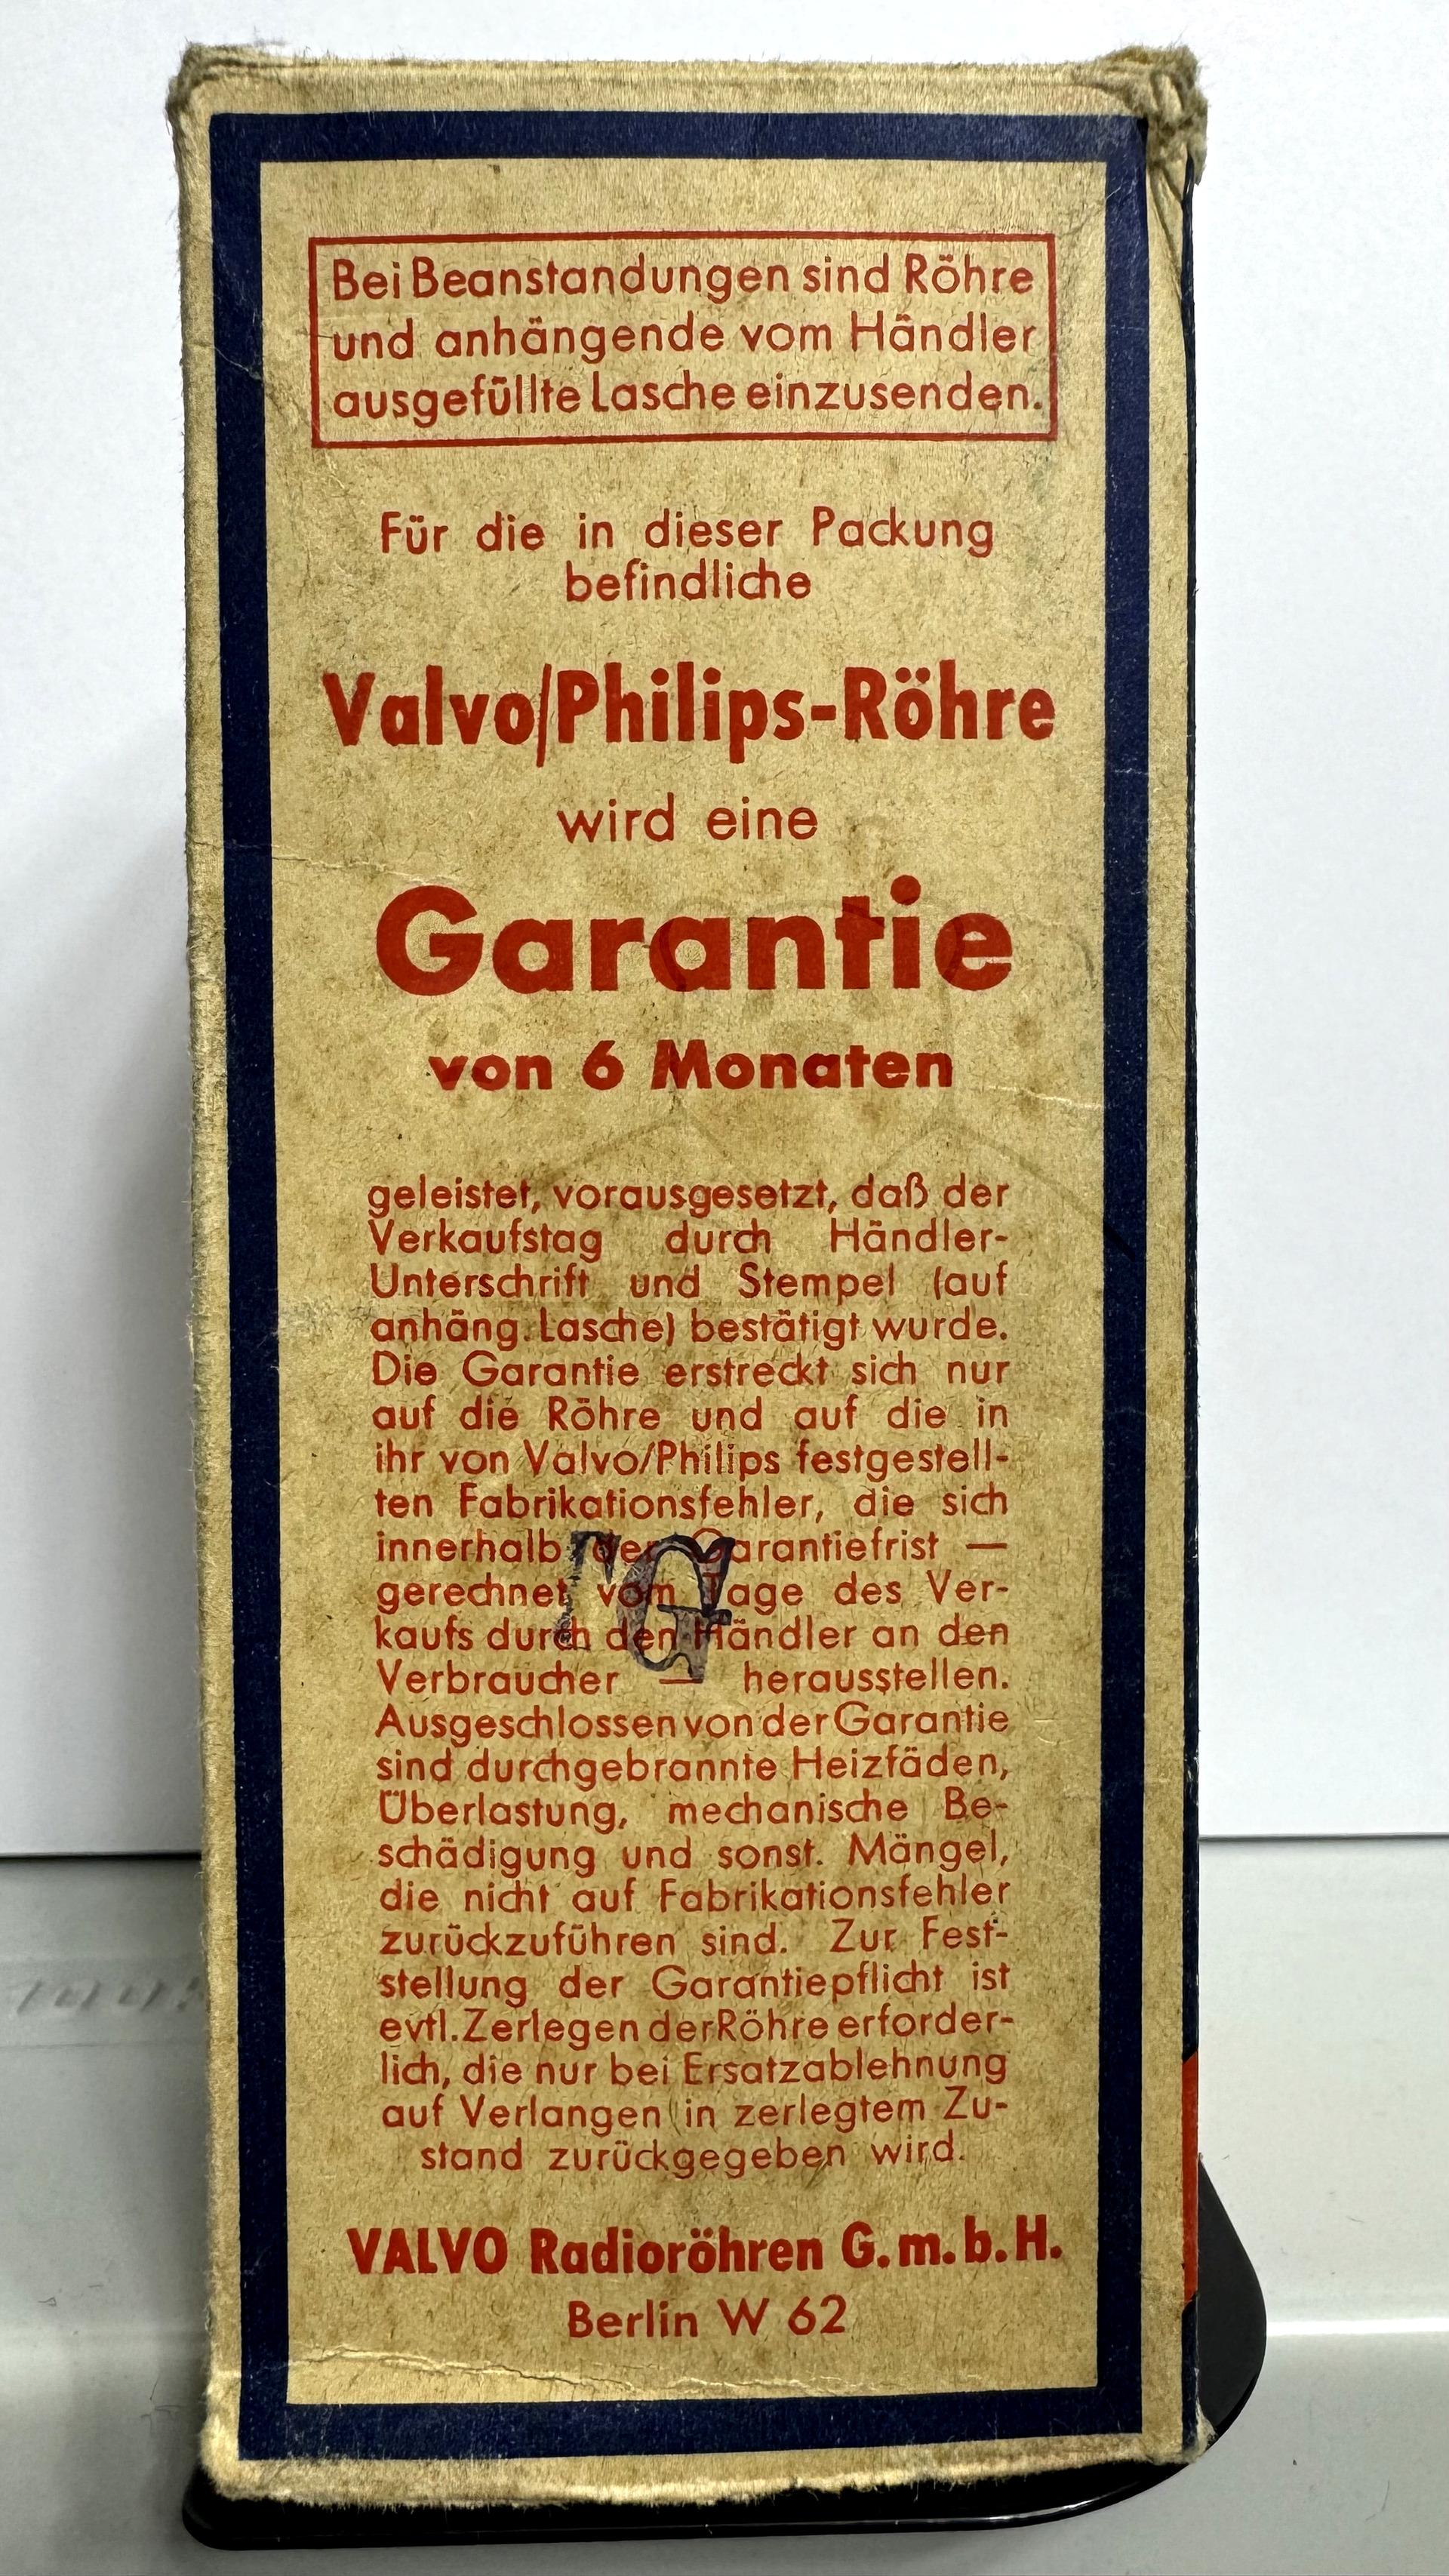 Bei Beanstandungen sind Röhre
und anhängende vom Händler
ausgefüllte Lasche einzusenden.
Für die in dieser Packung
befindliche
Valvo/Philips-Röhre
wird eine
Garantie
von 6 Monaten
geleistet, vorausgesetzt, daß der
Verkaufstag durch Händler-
Unterschrift und Stempel (auf
anhäng. Lasche) bestätigt wurde.
Die Garantie erstreckt sich nur
auf die Röhre und auf die in
ihr von Valvo/Philips festgestell-
ten Fabrikationsfehler, die sich
innerhalb der Garantiefrist —
gerechnet vom Tage des Ver-
kaufs durch den Händler an den
Verbraucher — herausstellen.
Ausgeschlossen von der Garantie
sind durchgebrannte Heizfäden,
Überlastung, mechanische Be-
schädigung und sonst. Mängel,
die nicht auf Fabrikationsfehler
zurückzuführen sind. Zur Fest-
stellung der Garantiepflicht ist
evtl. Zerlegen der Röhre erforder-
lich, die nur bei Ersatzablehnung
auf Verlangen in zerlegtem Zu-
stand zurückgegeben wird.
VALVO Radioröhren G.m.b.H.
Berlin W 62